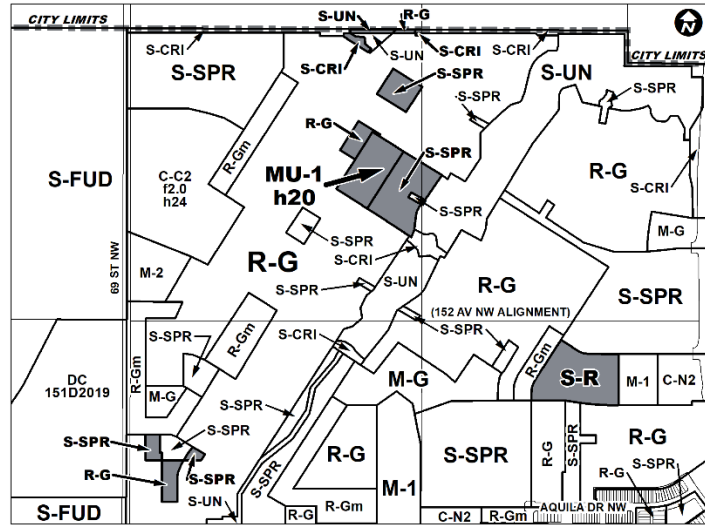 S-UN
R-G
N
CITY LIMITS
S-CRI
S-UN
S-CRI
S-CRI
CITY LIMITS
S-SPR
S-CRI
S-SPR
S-UN
S-SPR
S-SPR
R-Gm
R-G
S-SPR
S-FUD
C-C2
f2.0
h24
MU-1
h20
R-G
S-CRI
S-SPR
M-G
S-SPR
S-CRI
69 ST NW
M-2
R-G
S-UN
R-G
S-SPR
S-SPR
(152 AV NW ALIGNMENT)
S-SPR
S-SPR
R-Gm
S-CRI
R-Gm
DC
151D2019
R-Gm
M-G
M-G
S-R
M-1
C-N2
S-SPR
S-SPR
S-SPR
R-G
S-SPR
R-G
S-SPR
R-G
R-G
S-SPR
S-SPR
R-G
S-SPR
S-UN
M-1
S-FUD
R-G
R-Gm
C-N2
R-Gm
AQUILA DR NW